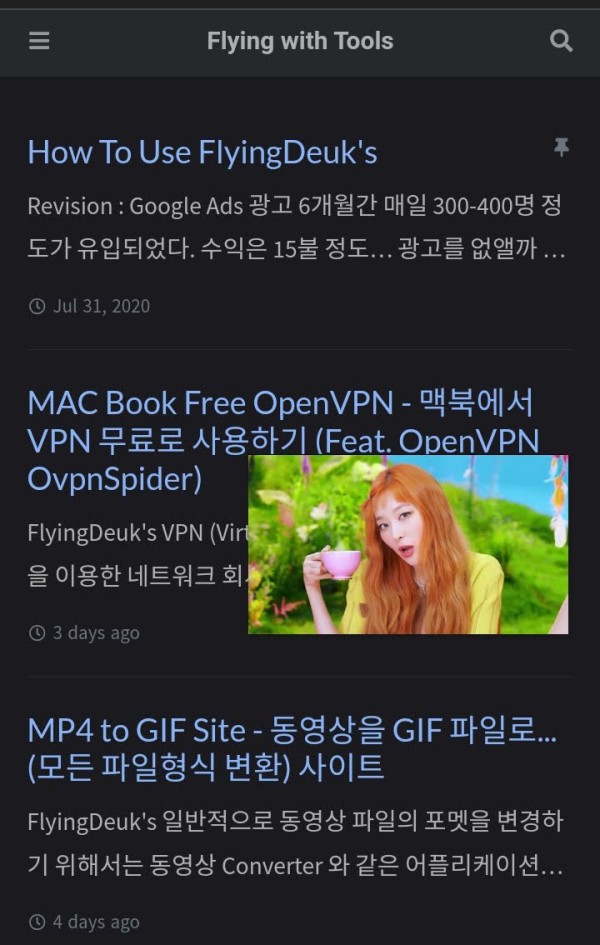 Flying with Tools
How To Use FlyingDeuk's
Revision : Google Ads 광고 6개월간 매일 300-400명 정
도가 유입되었다. 수익은 15불 정도… 광고를 없앨까 …
Jul 31, 2020
MAC Book Free OpenVPN - 맥북에서
VPN 무료로 사용하기 (Feat. OpenVPN
OvpnSpider)
FlyingDeuk's VPN
을 이용한 네트워크
3 days ago
MP4 to GIF Site - 동영상을 GIF 파일로...
(모든 파일형식 변환) 사이트
FlyingDeuk's 일반적으로 동영상 파일의 포멧을 변경하
기 위해서는 동영상 Converter 와 같은 어플리케이션…
4 days ago